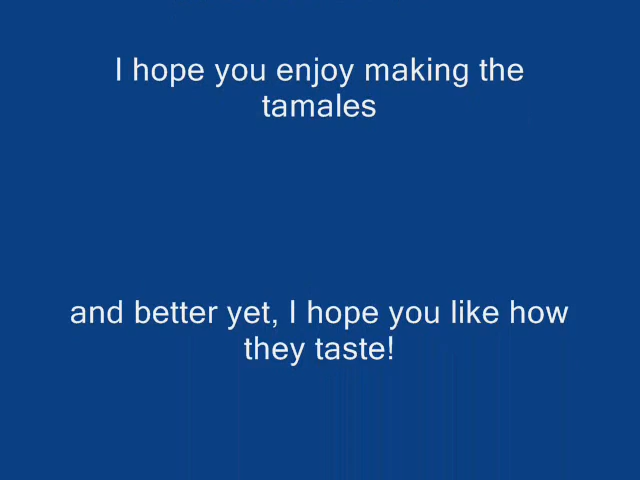 I hope you enjoy making the
tamales
and better yet, I hope you like how
they taste!